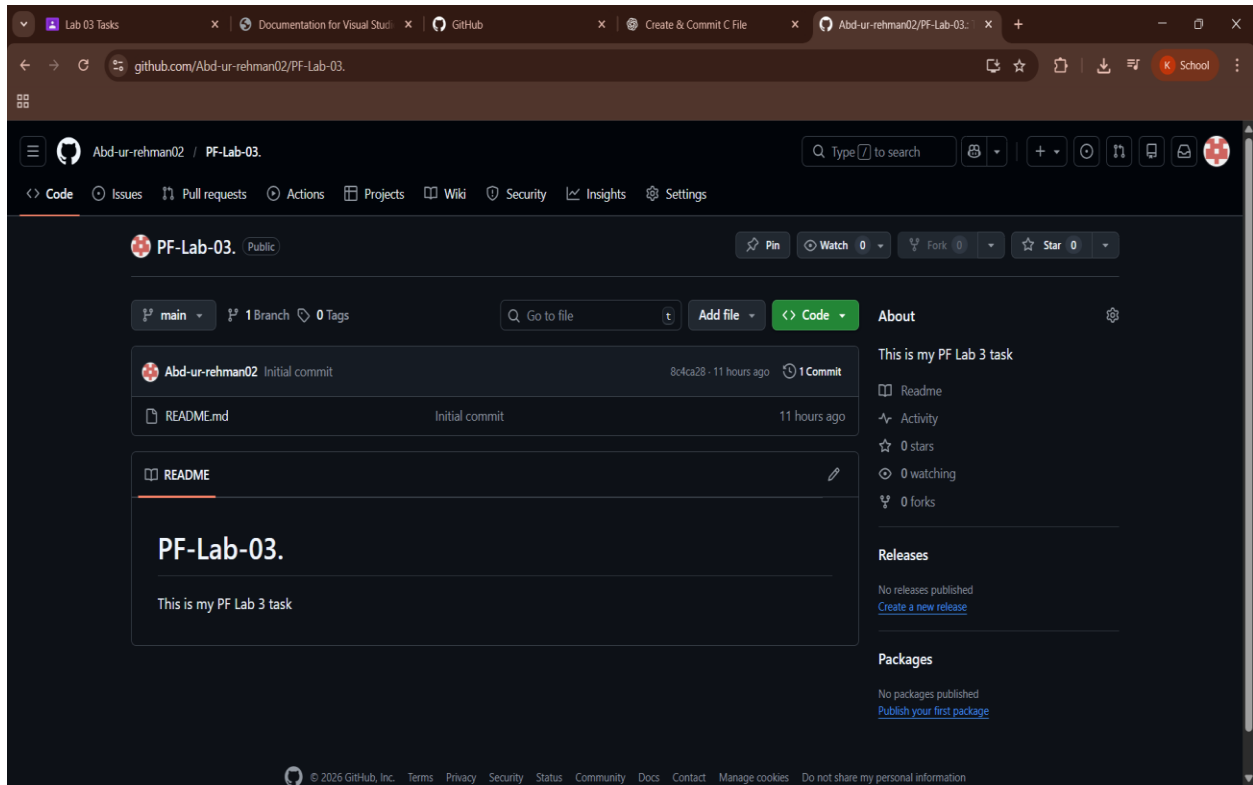 Lab 03 Tasks
Documentation for Visual Studi
GitHub
Create & Commit C File
Abd-ur-rehman02/PF-Lab-03.:
github.com/Abd-ur-rehman02/PF-Lab-03.
K School
Abd-ur-rehman02 / PF-Lab-03.
Type / to search
Code Issues Pull requests Actions Projects Wiki Security Insights Settings
PF-Lab-03. Public
Pin Watch 0 Fork 0 Star 0
main 1 Branch 0 Tags
Go to file t Add file Code
Abd-ur-rehman02 Initial commit 8c4ca28 · 11 hours ago 1 Commit
README.md Initial commit 11 hours ago
README
PF-Lab-03.
This is my PF Lab 3 task
About
This is my PF Lab 3 task
Readme
Activity
0 stars
0 watching
0 forks
Releases
No releases published
Create a new release
Packages
No packages published
Publish your first package
© 2026 GitHub, Inc. Terms Privacy Security Status Community Docs Contact Manage cookies Do not share my personal information